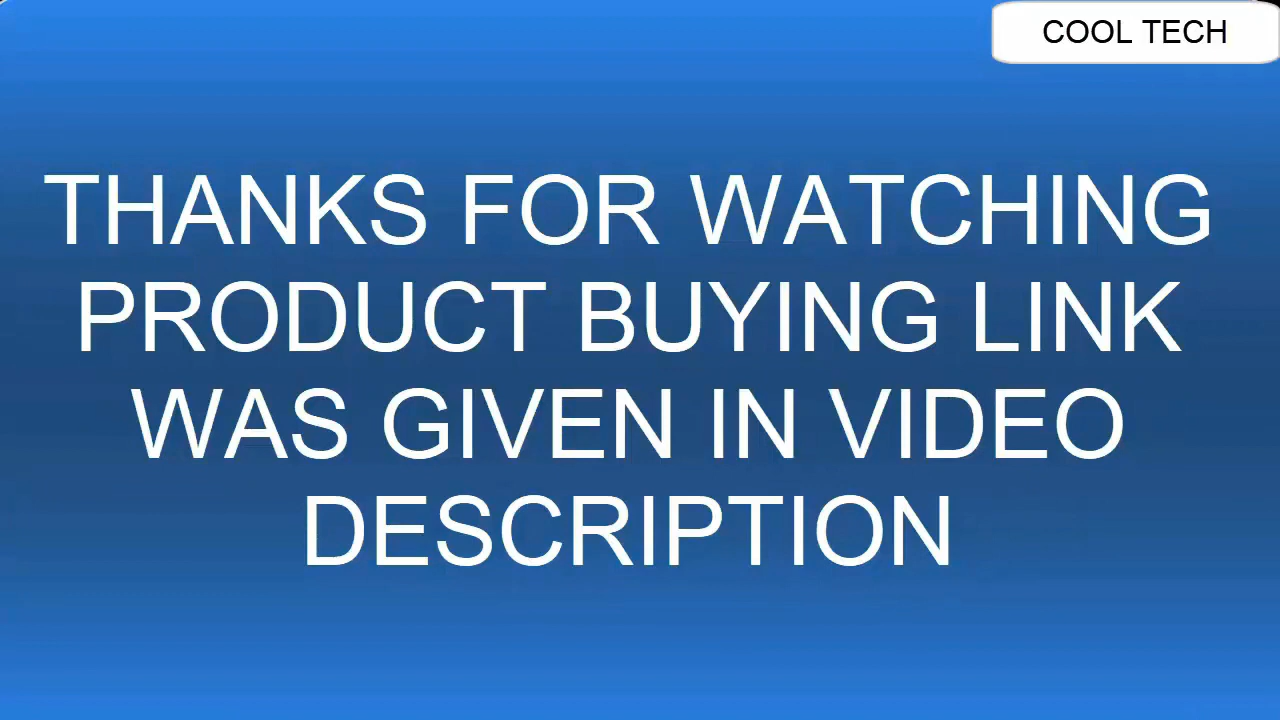 COOL TECH
THANKS FOR WATCHING
PRODUCT BUYING LINK
WAS GIVEN IN VIDEO
DESCRIPTION